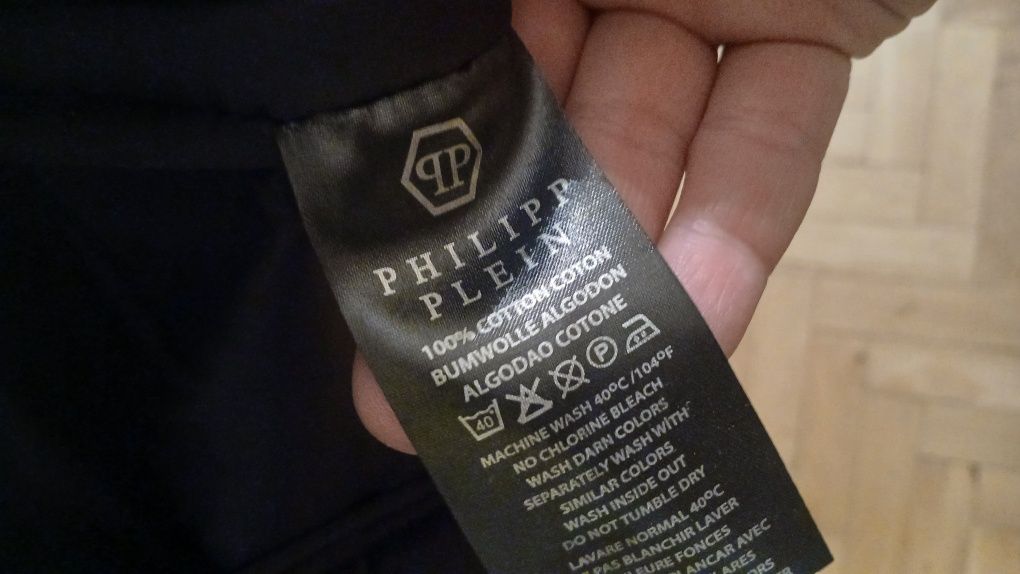 PP
PHILIPP
PLEIN
100% COTTON COTON
BUMWOLLE ALGODON
ALGODAO COTONE
40 P
MACHINE WASH 40ºC/104ºF
NO CHLORINE BLEACH
WASH DARN COLORS
SEPARATELY WASH WITH
SIMILAR COLORS
WASH INSIDE OUT
DO NOT TUMBLE DRY
LAVARE NORMAL 40ºC
PAS BLANCHIR LAVER
FONCES
AVEC